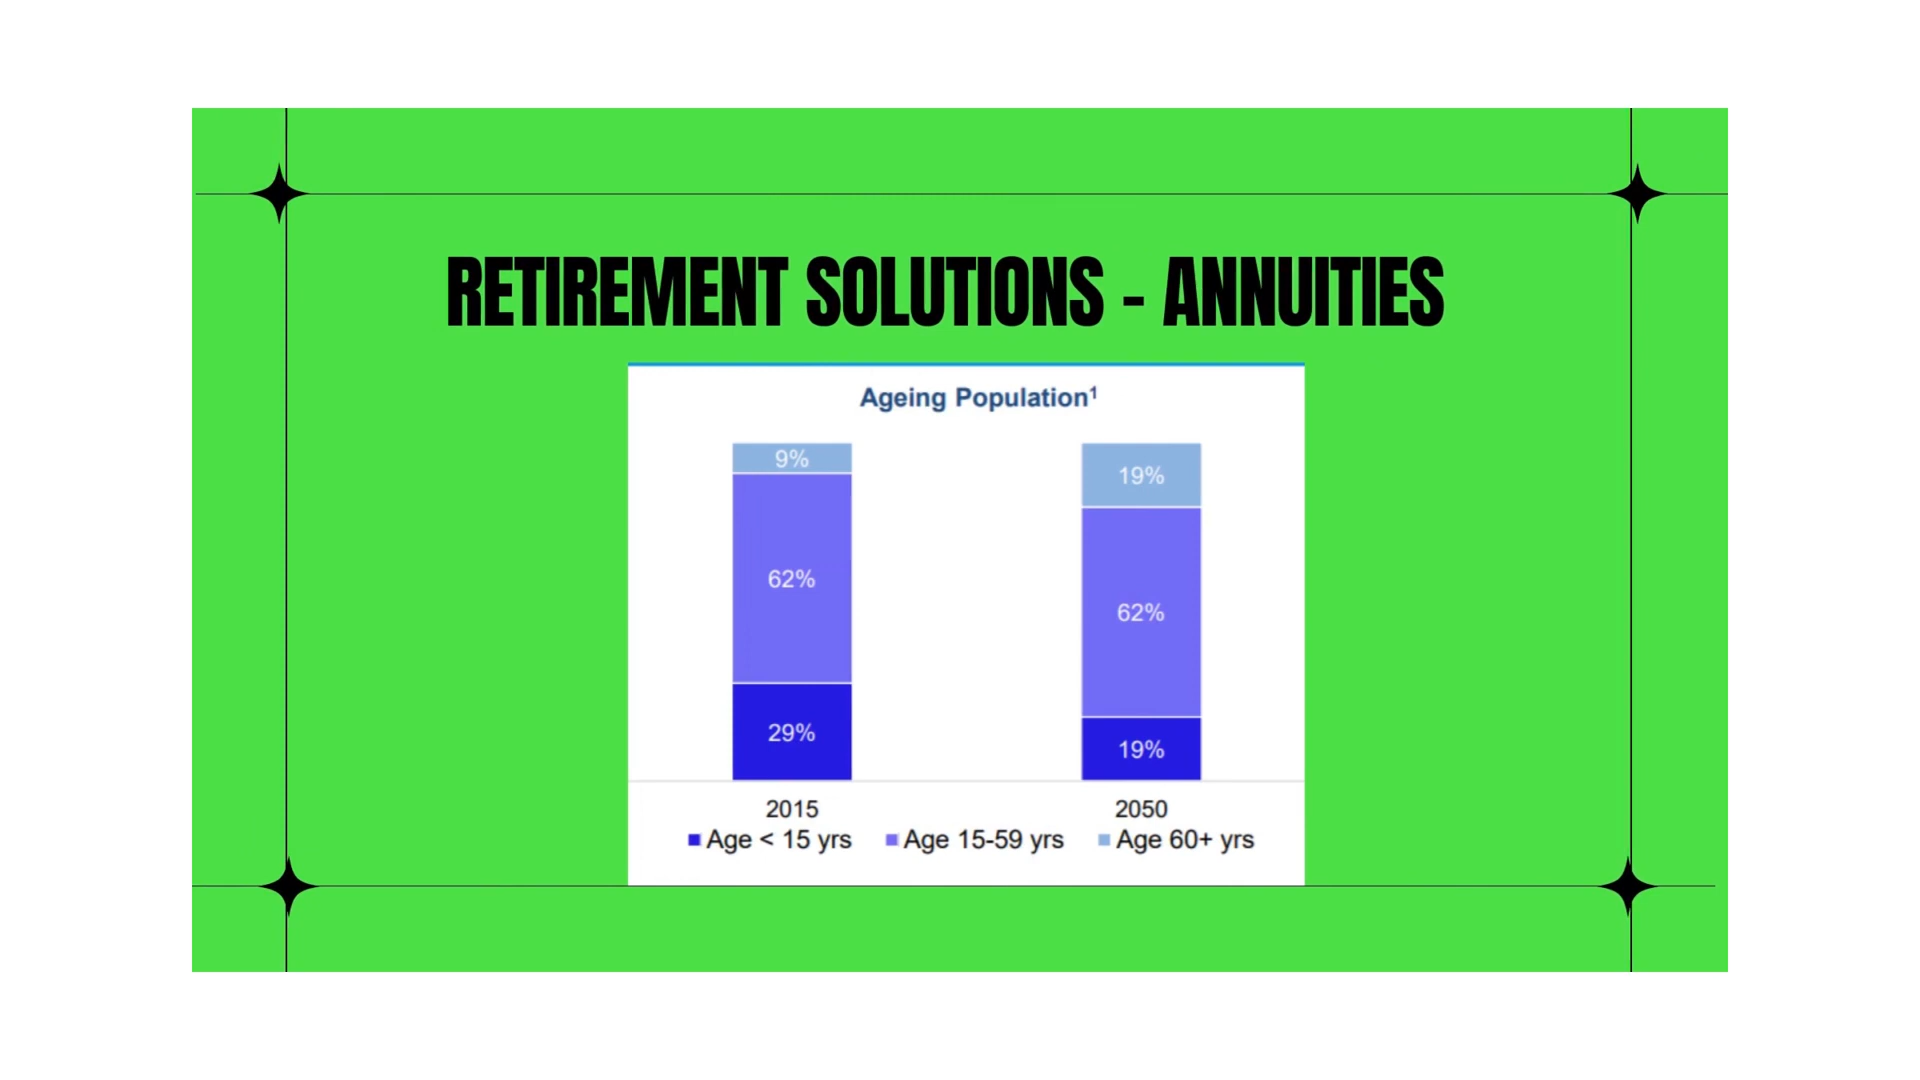 RETIREMENT SOLUTIONS - ANNUITIES
Ageing Population¹
9%
19%
62%
62%
29%
19%
2015
2050
Age < 15 yrs
Age 15-59 yrs
Age 60+ yrs